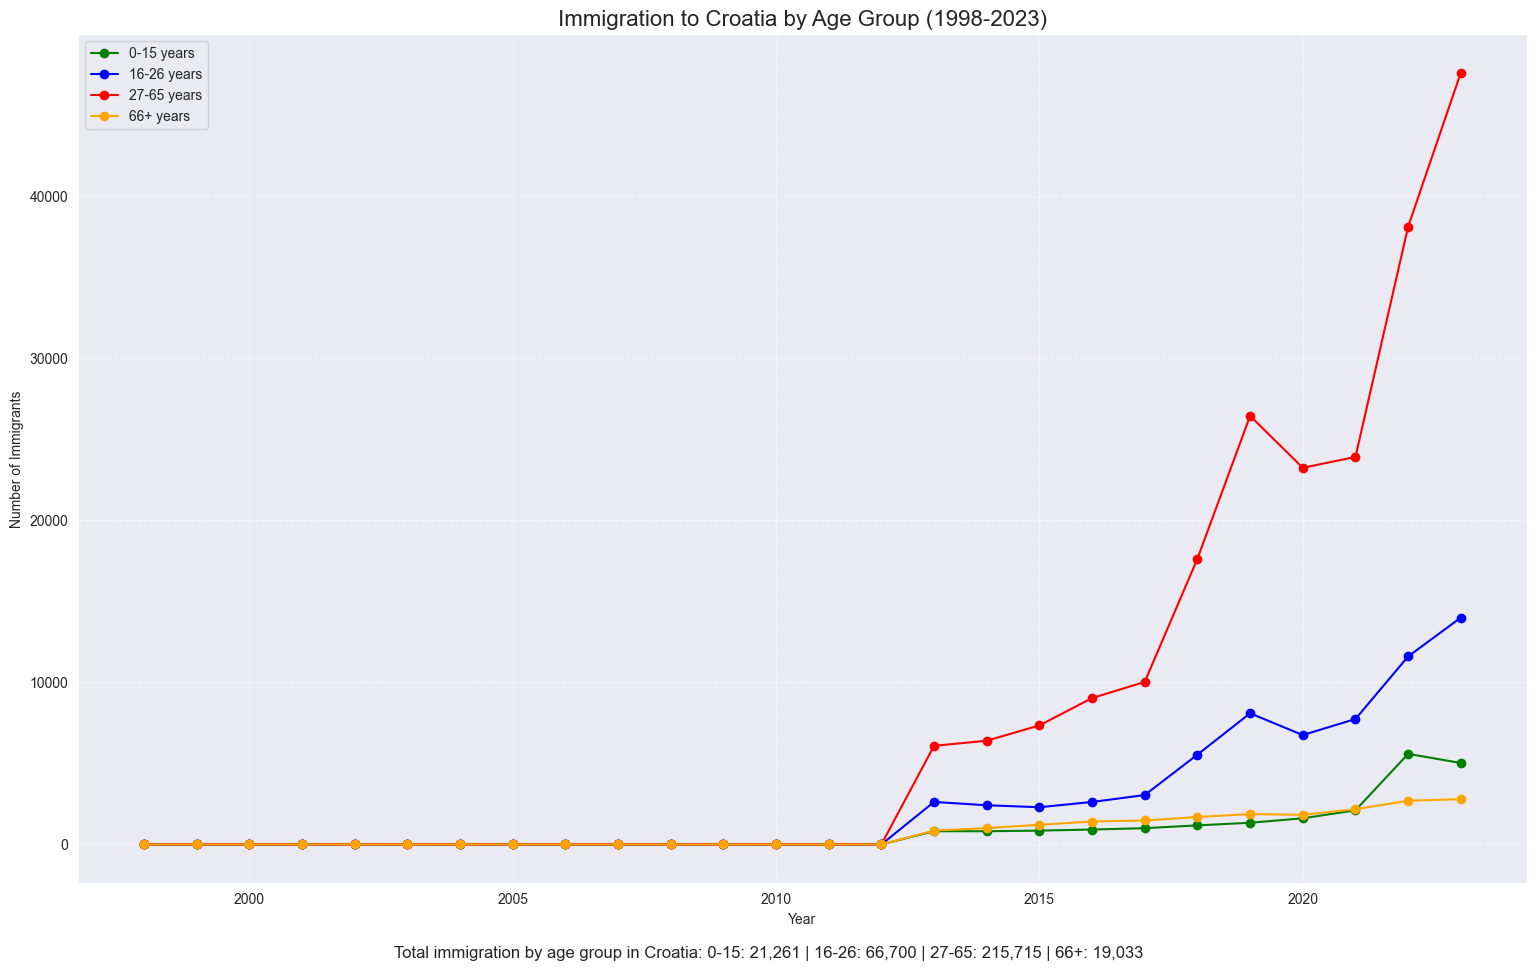 Immigration to Croatia by Age Group (1998-2023)
0-15 years
16-26 years
27-65 years
66+ years
Number of Immigrants
40000
30000
20000
10000
0
2000
2005
2010
2015
2020
Year
Total immigration by age group in Croatia: 0-15: 21,261 | 16-26: 66,700 | 27-65: 215,715 | 66+: 19,033